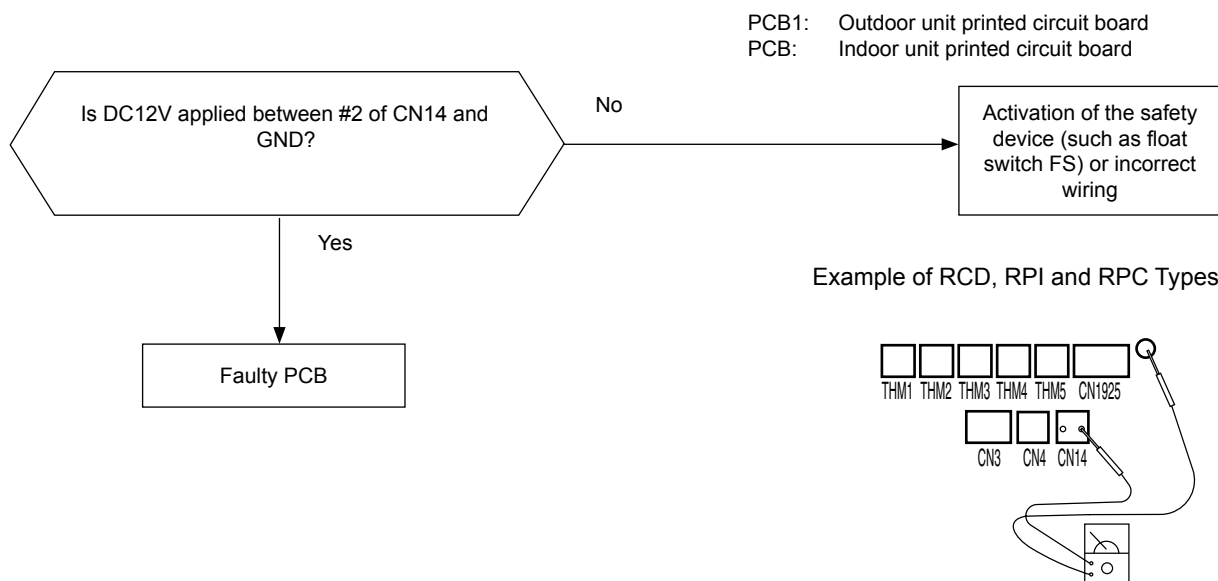 PCB1: Outdoor unit printed circuit board
PCB: Indoor unit printed circuit board
Is DC12V applied between #2 of CN14 and
GND?
No
Activation of the safety
device (such as float
switch FS) or incorrect
wiring
Yes
Faulty PCB
Example of RCD, RPI and RPC Types
THM1 THM2 THM3 THM4 THM5 CN1925
CN3 CN4 CN14